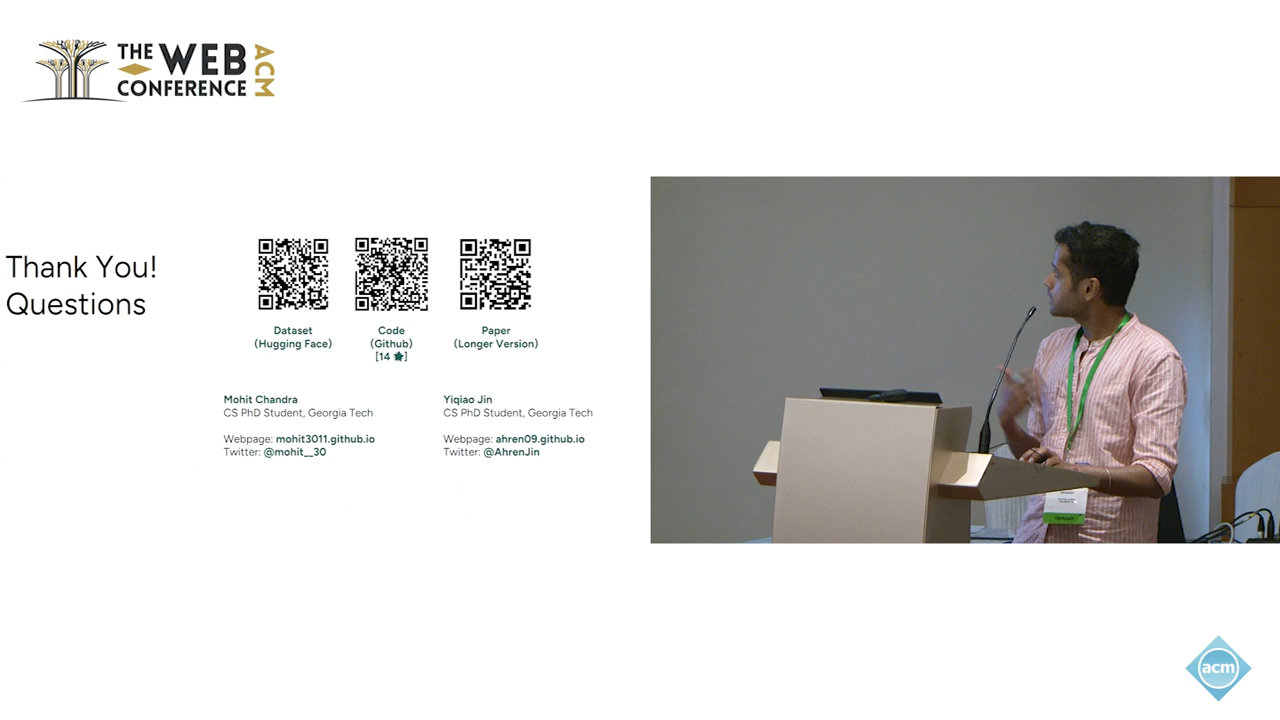 THE WEB
CONFERENCE
ACM
Thank You!
Questions
Dataset
(Hugging Face)
Code
(Github)
[14 ★]
Paper
(Longer Version)
Mohit Chandra
CS PhD Student, Georgia Tech
Webpage: mohit3011.github.io
Twitter: @mohit__30
Yiqiao Jin
CS PhD Student, Georgia Tech
Webpage: ahren09.github.io
Twitter: @AhrenJin
acm